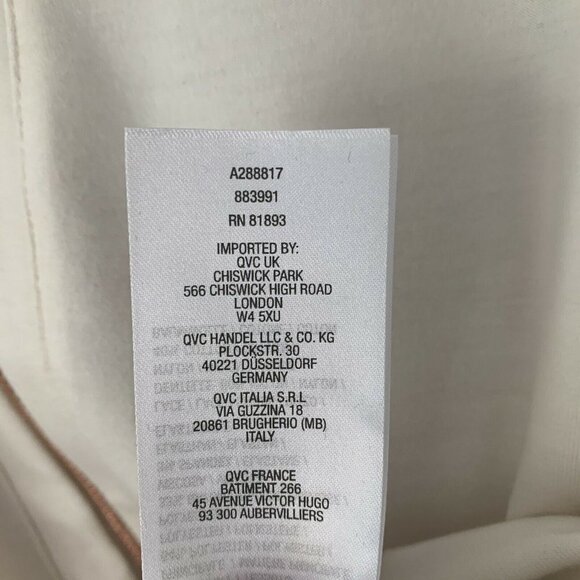 A288817
883991
RN 81893
IMPORTED BY:
QVC UK
CHISWICK PARK
566 CHISWICK HIGH ROAD
LONDON
W4 5XU
QVC HANDEL LLC & CO. KG
PLOCKSTR. 30
40221 DÜSSELDORF
GERMANY
QVC ITALIA S.R.L
VIA GUZZINA 18
20861 BRUGHERIO (MB)
ITALY
QVC FRANCE
BATIMENT 266
45 AVENUE VICTOR HUGO
93 300 AUBERVILLIERS